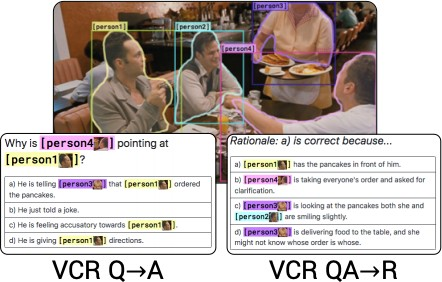 [person1]
[person2]
[person3]
[person4]
Why is [person4] pointing at
[person1]?
a) He is telling [person3] that [person1] ordered
the pancakes.
b) He just told a joke.
c) He is feeling accusatory towards [person1].
d) He is giving [person1] directions.
Rationale: a) is correct because...
a) [person1] has the pancakes in front of him.
b) [person4] is taking everyone's order and asked for
clarification.
c) [person3] is looking at the pancakes both she and
[person2] are smiling slightly.
d) [person3] is delivering food to the table, and she
might not know whose order is whose.
VCR Q→A
VCR QA→R